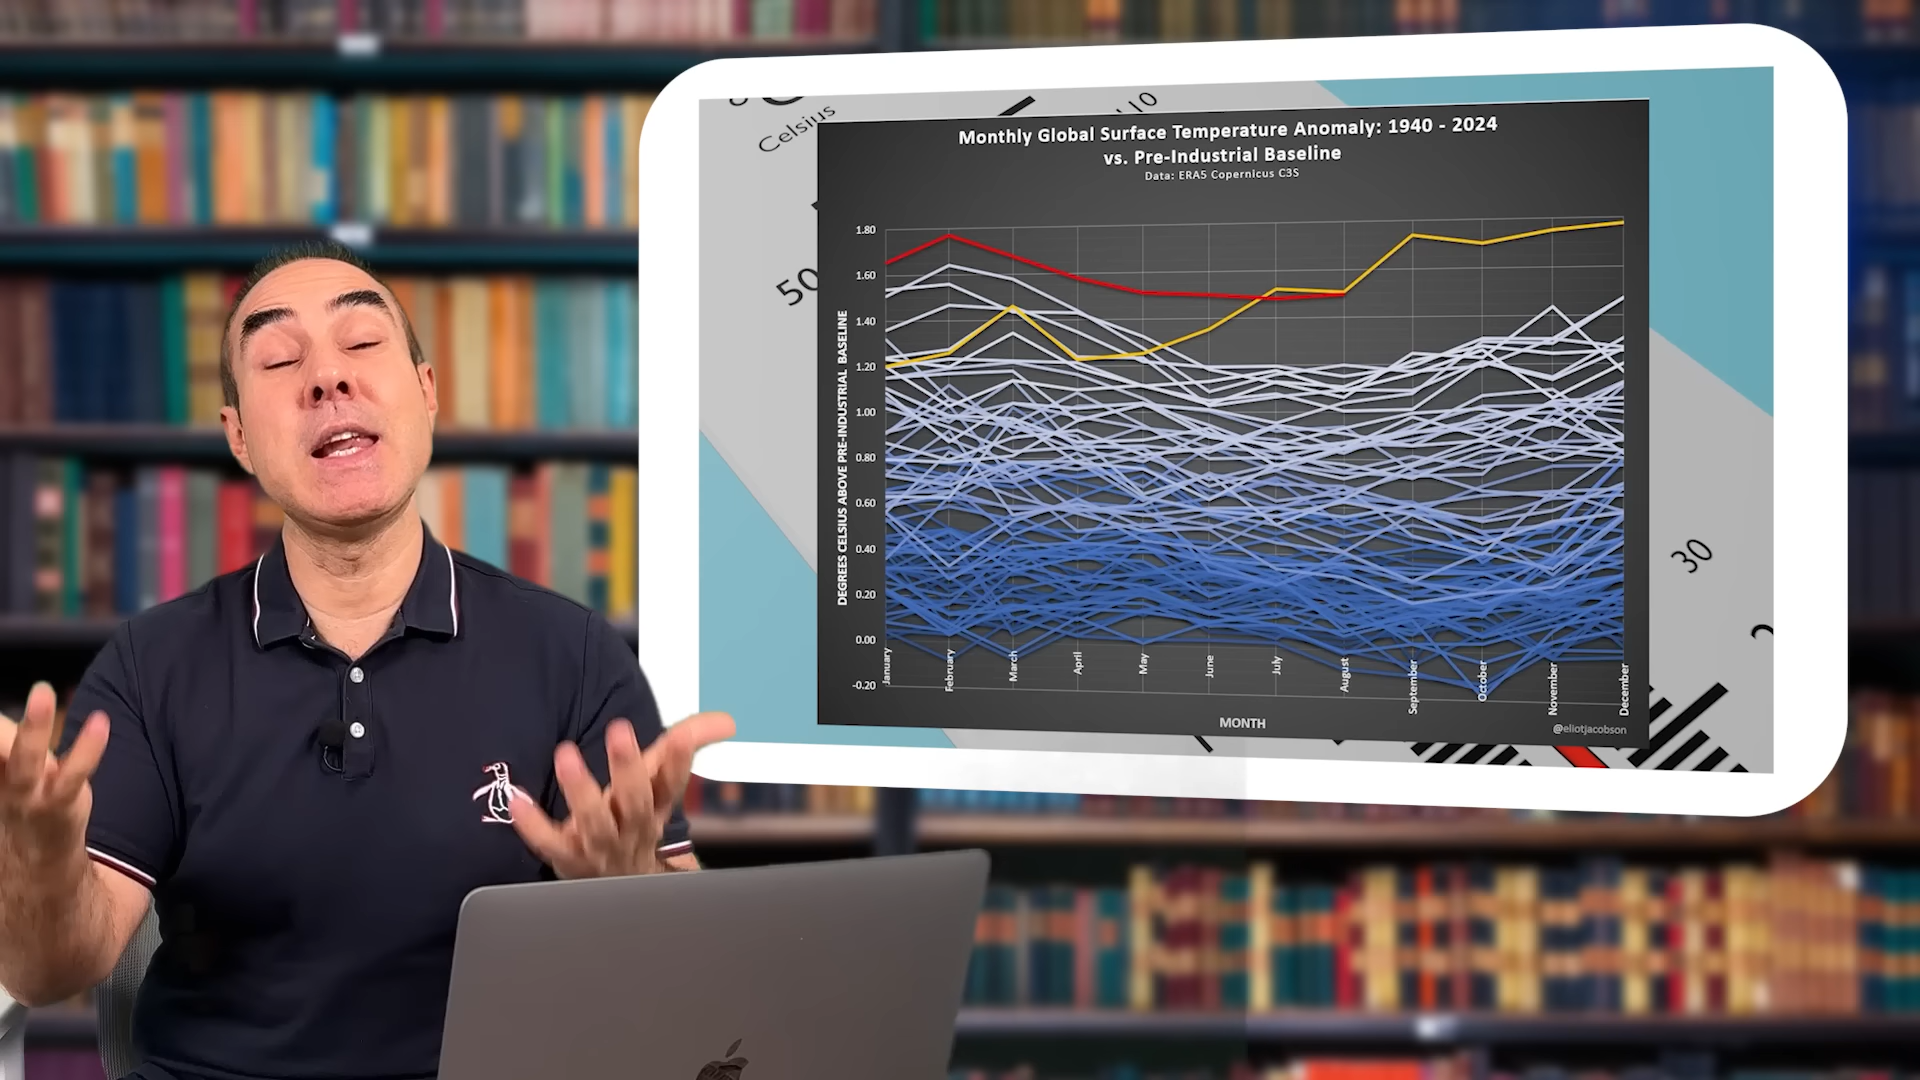 Celsius
110
50
30
Monthly Global Surface Temperature Anomaly: 1940 - 2024
vs. Pre-Industrial Baseline
Data: ERA5 Copernicus C3S
DEGREES CELSIUS ABOVE PRE-INDUSTRIAL BASELINE
1.80
1.60
1.40
1.20
1.00
0.80
0.60
0.40
0.20
0.00
-0.20
January
February
March
April
May
June
July
August
September
October
November
December
MONTH
@eliotjacobson